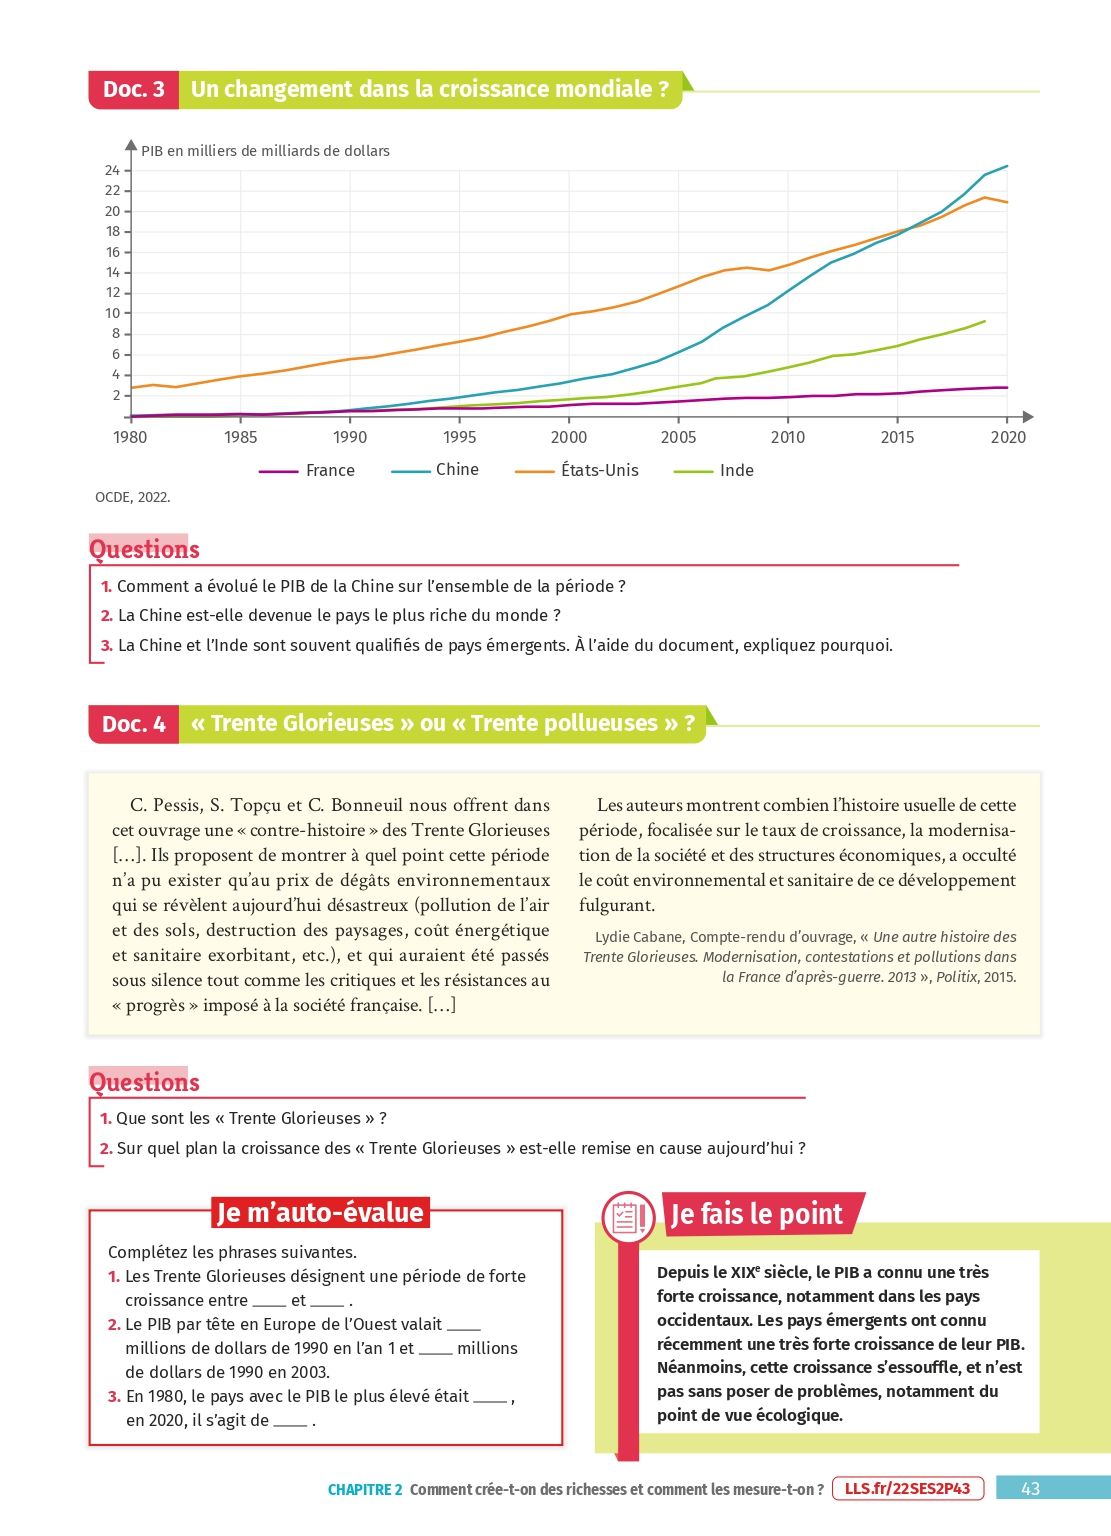 Doc. 3 Un changement dans la croissance mondiale ?
PIB en milliers de milliards de dollars
24
22
20
18
16
14
12
10
8
6
4
2
1980 1985 1990 1995 2000 2005 2010 2015 2020
France Chine États-Unis Inde
OCDE, 2022.
Questions
1. Comment a évolué le PIB de la Chine sur l'ensemble de la période ?
2. La Chine est-elle devenue le pays le plus riche du monde ?
3. La Chine et l'Inde sont souvent qualifiés de pays émergents. À l'aide du document, expliquez pourquoi.
Doc. 4 « Trente Glorieuses » ou « Trente pollueuses » ?
C. Pessis, S. Topçu et C. Bonneuil nous offrent dans
cet ouvrage une « contre-histoire » des Trente Glorieuses
[…]. Ils proposent de montrer à quel point cette période
n'a pu exister qu'au prix de dégâts environnementaux
qui se révèlent aujourd'hui désastreux (pollution de l'air
et des sols, destruction des paysages, coût énergétique
et sanitaire exorbitant, etc.), et qui auraient été passés
sous silence tout comme les critiques et les résistances au
« progrès » imposé à la société française. […]
Les auteurs montrent combien l'histoire usuelle de cette
période, focalisée sur le taux de croissance, la modernisa-
tion de la société et des structures économiques, a occulté
le coût environnemental et sanitaire de ce développement
fulgurant.
Lydie Cabane, Compte-rendu d'ouvrage, « Une autre histoire des
Trente Glorieuses. Modernisation, contestations et pollutions dans
la France d'après-guerre. 2013 », Politix, 2015.
Questions
1. Que sont les « Trente Glorieuses » ?
2. Sur quel plan la croissance des « Trente Glorieuses » est-elle remise en cause aujourd'hui ?
Je m'auto-évalue
Complétez les phrases suivantes.
1. Les Trente Glorieuses désignent une période de forte
croissance entre ____ et ____ .
2. Le PIB par tête en Europe de l'Ouest valait ____
millions de dollars de 1990 en l'an 1 et ____ millions
de dollars de 1990 en 2003.
3. En 1980, le pays avec le PIB le plus élevé était ____ ,
en 2020, il s'agit de ____ .
Je fais le point
Depuis le XIXe siècle, le PIB a connu une très
forte croissance, notamment dans les pays
occidentaux. Les pays émergents ont connu
récemment une très forte croissance de leur PIB.
Néanmoins, cette croissance s'essouffle, et n'est
pas sans poser de problèmes, notamment du
point de vue écologique.
CHAPITRE 2 Comment crée-t-on des richesses et comment les mesure-t-on ? LLS.fr/22SES2P43 43